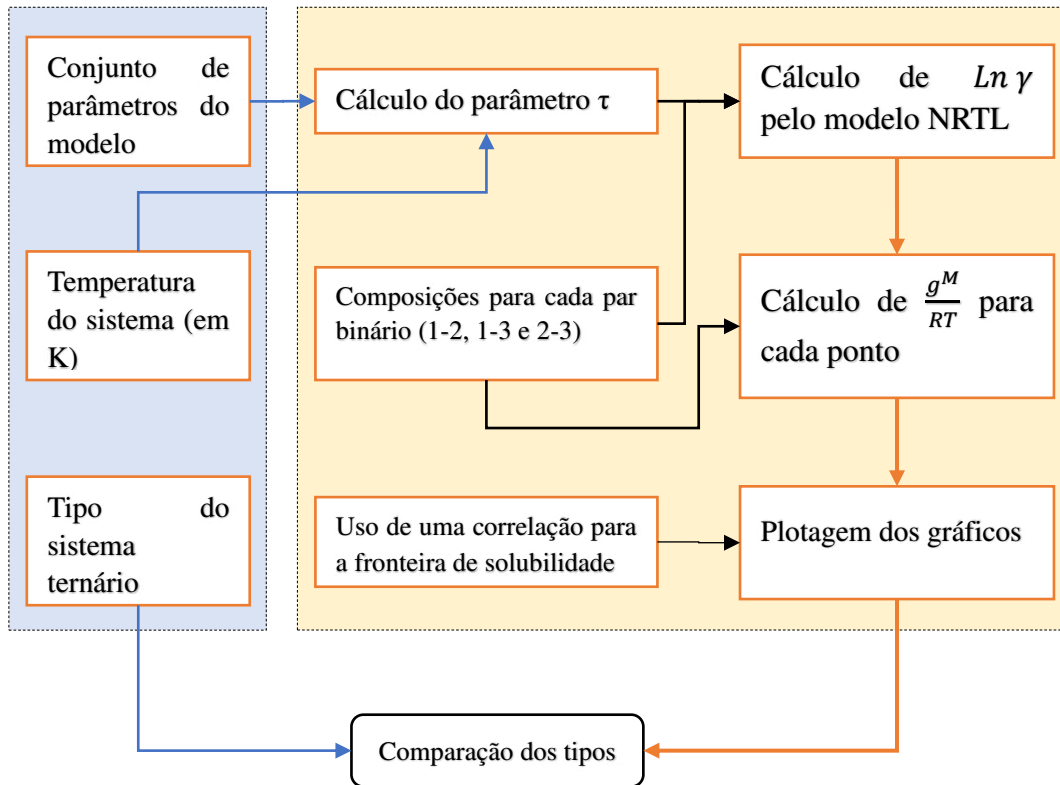 Conjunto de
parâmetros do
modelo
Cálculo do parâmetro τ
Cálculo de Ln γ
pelo modelo NRTL
Temperatura
do sistema (em
K)
Composições para cada par
binário (1-2, 1-3 e 2-3)
Cálculo de g^M/RT para
cada ponto
Tipo do
sistema
ternário
Uso de uma correlação para
a fronteira de solubilidade
Plotagem dos gráficos
Comparação dos tipos